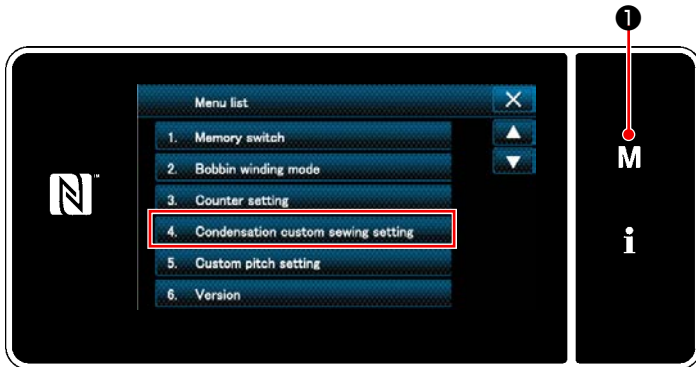 ❶
Menu list
1. Memory switch
2. Bobbin winding mode
3. Counter setting
4. Condensation custom sewing setting
5. Custom pitch setting
6. Version
N
M
i